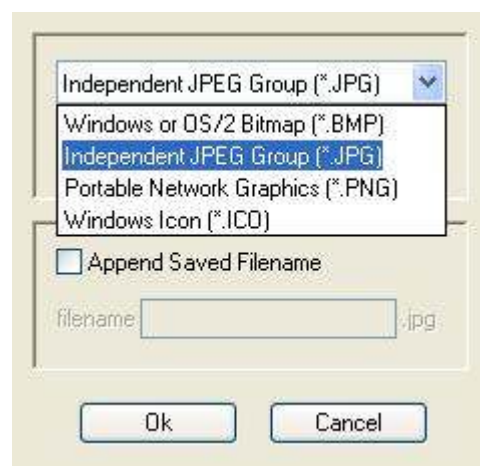 Independent JPEG Group (*.JPG)
Windows or OS/2 Bitmap (*.BMP)
Independent JPEG Group (*.JPG)
Portable Network Graphics (*.PNG)
Windows Icon (*.ICO)
Append Saved Filename
filename .jpg
Ok Cancel